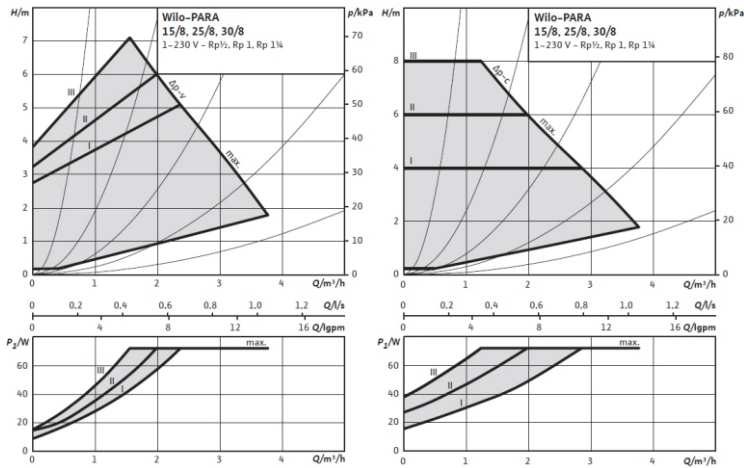 H/m
p/kPa
Wilo-PARA
15/8, 25/8, 30/8
1~230 V - Rp½, Rp 1, Rp 1¼
7
6
5
4
3
2
1
0
70
60
50
40
30
20
10
0
III
II
I
Δp-v
max.
0 1 2 3 4 Q/m³/h
0 0,2 0,4 0,6 0,8 1,0 1,2 Q/l/s
0 4 8 12 16 Q/Igpm
P₁/W
60
40
20
0
III
II
I
max.
0 1 2 3 4 Q/m³/h
H/m
p/kPa
Wilo-PARA
15/8, 25/8, 30/8
1~230 V - Rp½, Rp 1, Rp 1¼
8
6
4
2
0
80
60
40
20
0
III
II
I
Δp-c
max.
0 1 2 3 4 Q/m³/h
0 0,2 0,4 0,6 0,8 1,0 1,2 Q/l/s
0 4 8 12 16 Q/Igpm
P₁/W
60
40
20
0
III
II
I
max.
0 1 2 3 4 Q/m³/h